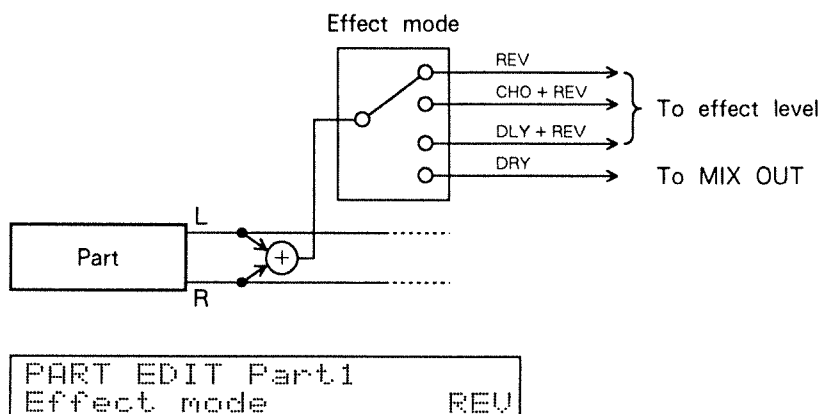 Effect mode
REV
CHO + REV
DLY + REV
DRY
To effect level
To MIX OUT
L
Part
+
R
PART EDIT Part1
Effect mode REV